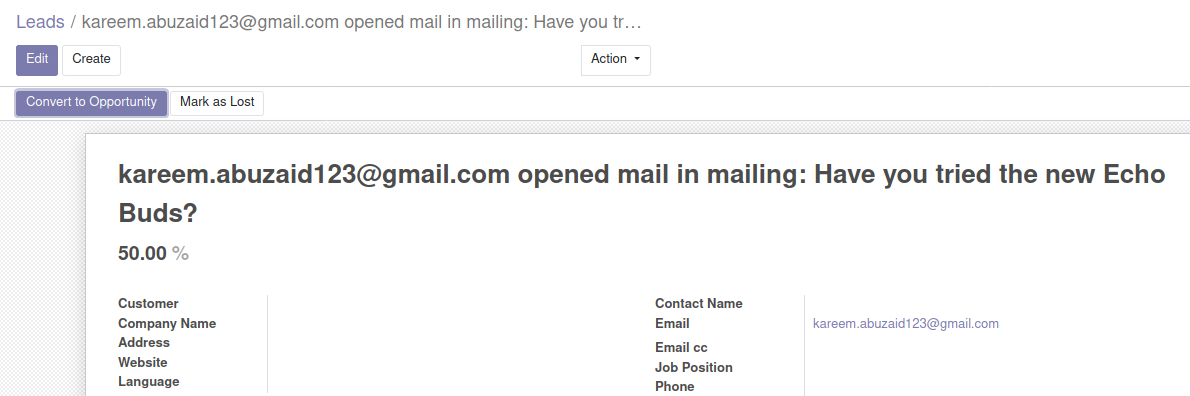 Leads / kareem.abuzaid123@gmail.com opened mail in mailing: Have you tr…
Edit Create Action
Convert to Opportunity Mark as Lost
kareem.abuzaid123@gmail.com opened mail in mailing: Have you tried the new Echo
Buds?
50.00 %
Customer Contact Name
Company Name Email kareem.abuzaid123@gmail.com
Address Email cc
Website Job Position
Language Phone